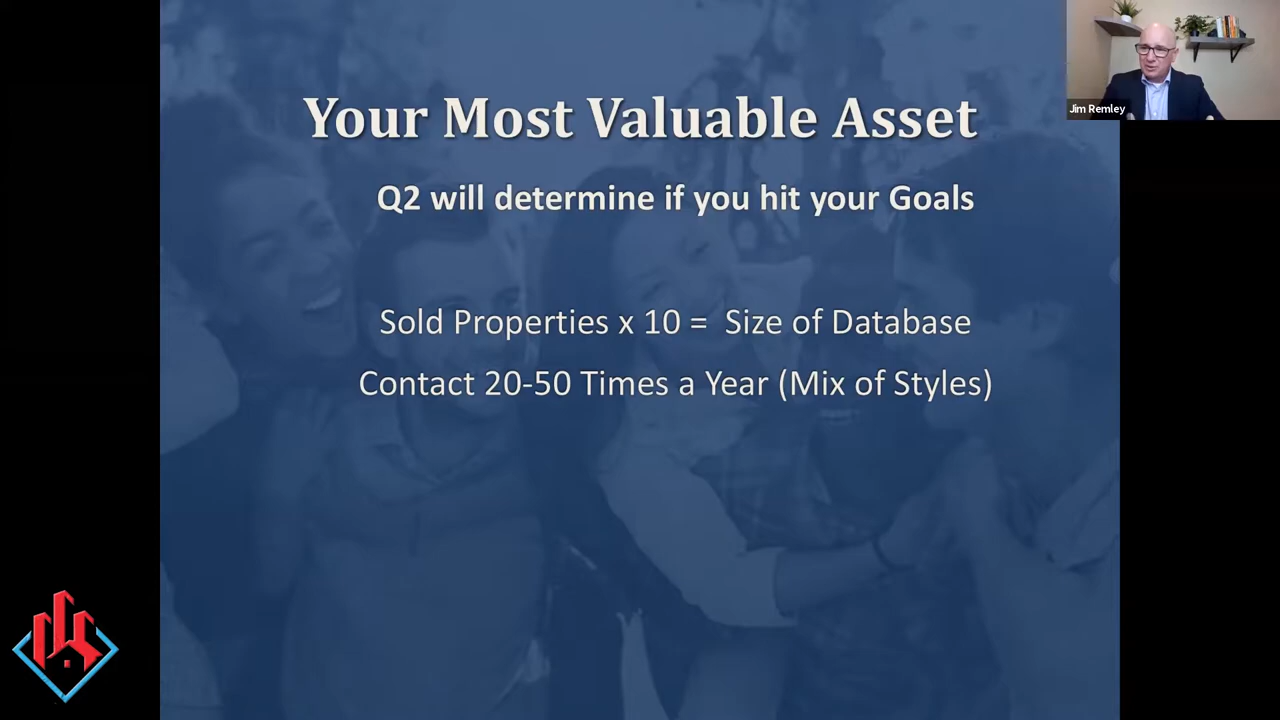 Your Most Valuable Asset
Jim Remley
Q2 will determine if you hit your Goals
Sold Properties x 10 = Size of Database
Contact 20-50 Times a Year (Mix of Styles)